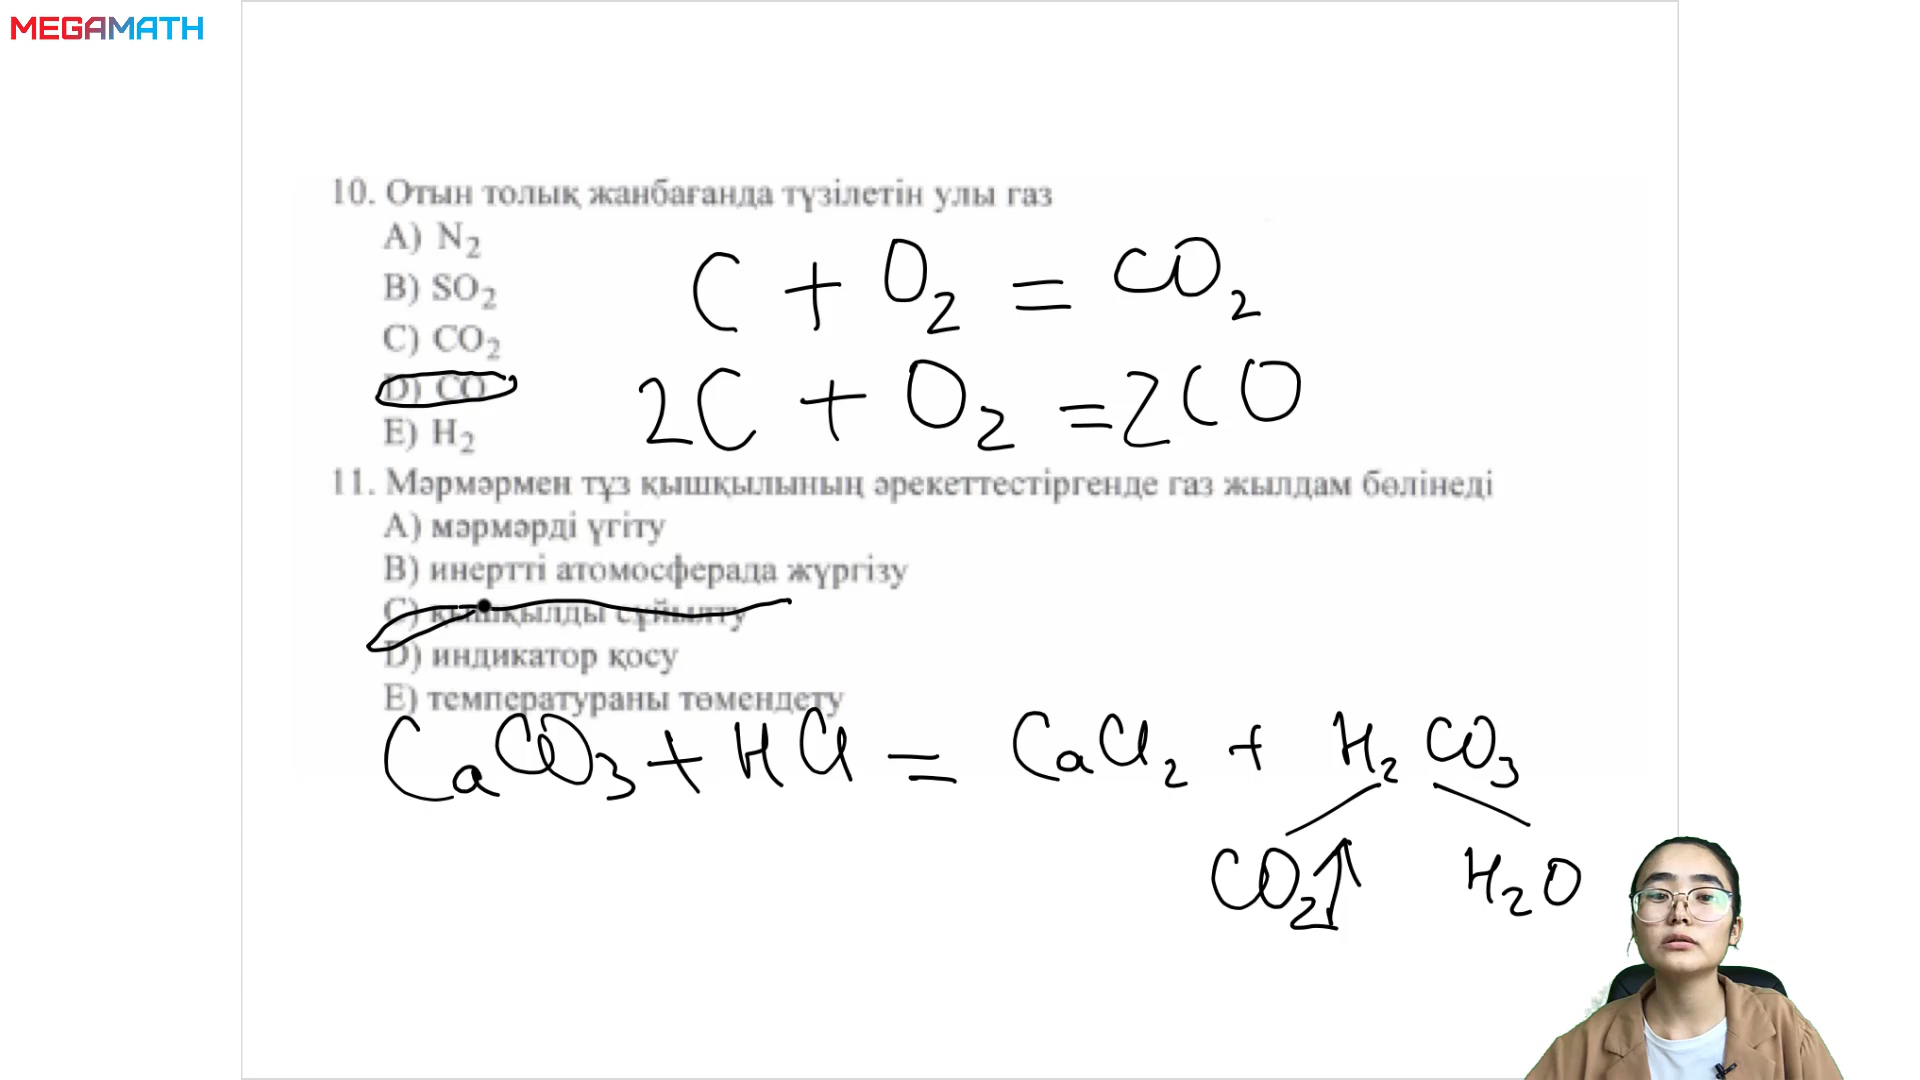 MEGAMATH
10. Отын толық жанбағанда түзілетін улы газ
A) N₂
B) SO₂
C) CO₂
D) CO
E) H₂
C + O₂ = CO₂
2C + O₂ = 2CO
11. Мәрмәрмен тұз қышқылының әрекеттестіргенде газ жылдам бөлінеді
A) мәрмәрді үгіту
B) инертті атомосферада жүргізу
C) қышқылды сұйылту
D) индикатор қосу
E) температураны төмендету
CaCO₃ + HCl = CaCl₂ + H₂CO₃
CO₂↑ H₂O